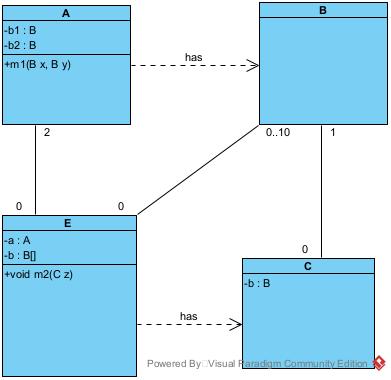 A
-b1 : B
-b2 : B
+m1(B x, B y)
has
B
2
0..10
1
0
0
E
-a : A
-b : B[]
+void m2(C z)
has
0
C
-b : B
Powered By Visual Paradigm Community Edition